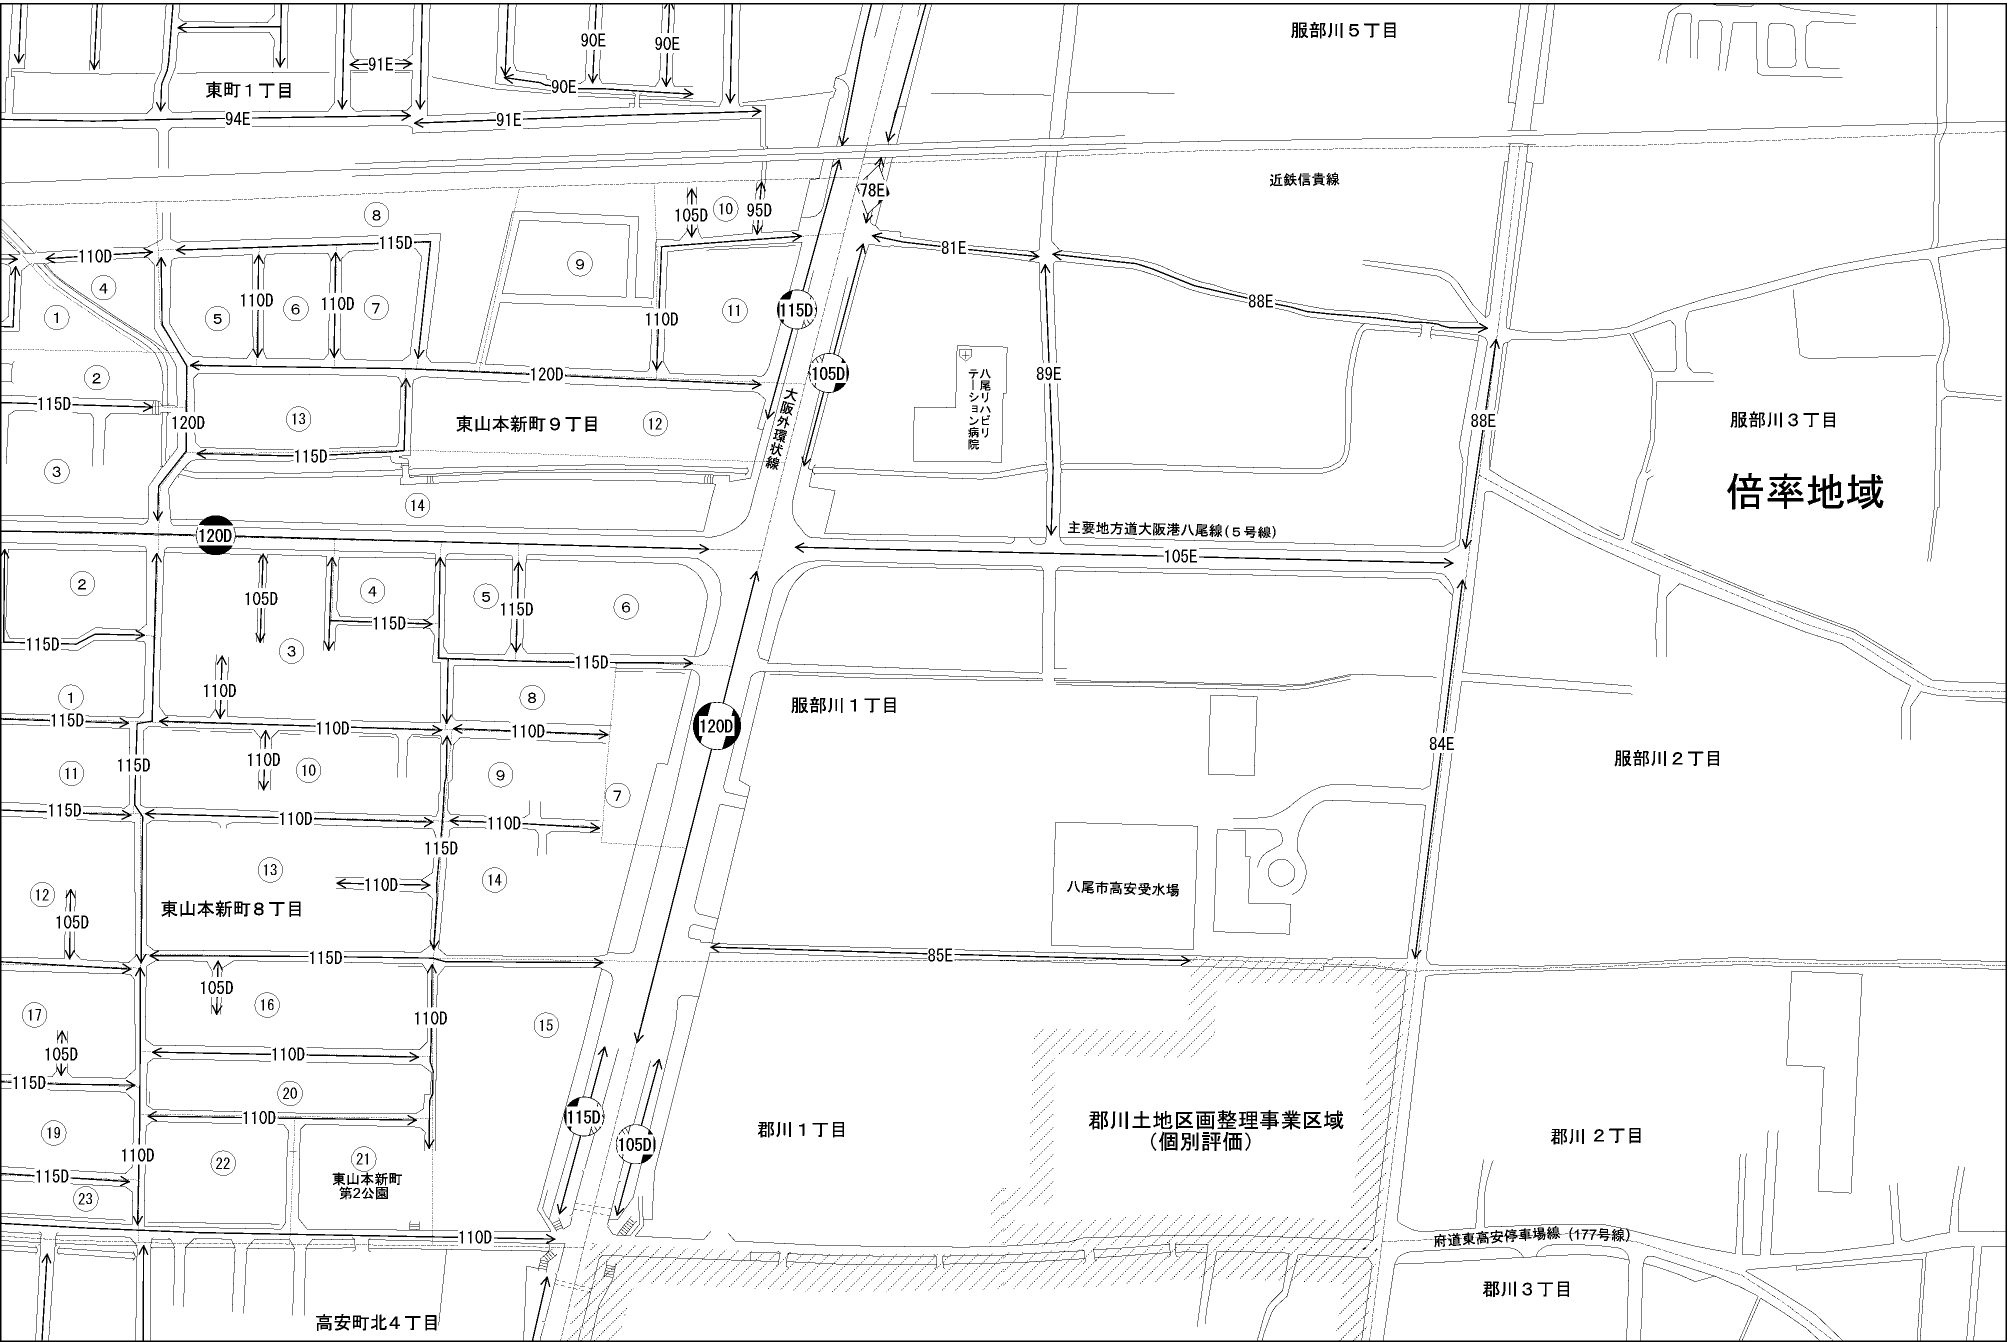 服部川５丁目
90E
90E
91E
東町１丁目
90E
94E
91E
近鉄信貴線
78E
105D
⑩
95D
⑧
115D
110D
81E
⑨
④
110D
⑥
110D
⑦
88E
①
⑤
110D
⑪
115D
89E
105D
八尾リハビリ
テーション病院
②
120D
115D
大阪外環状線
⑬
東山本新町９丁目
⑫
120D
88E
服部川３丁目
115D
③
倍率地域
⑭
120D
主要地方道大阪港八尾線(５号線)
105E
②
105D
④
⑤
115D
⑥
115D
115D
③
115D
110D
①
⑧
服部川１丁目
115D
110D
110D
120D
84E
服部川２丁目
115D
110D
⑩
⑪
⑨
⑦
115D
110D
110D
115D
⑬
110D
⑭
八尾市高安受水場
⑫
105D
東山本新町８丁目
115D
85E
105D
⑯
⑰
110D
⑮
105D
110D
115D
⑳
110D
115D
105D
郡川１丁目
郡川土地区画整理事業区域
(個別評価)
郡川２丁目
⑲
110D
㉒
㉑
東山本新町
第2公園
115D
㉓
110D
府道東高安停車場線 (177号線)
郡川３丁目
高安町北４丁目